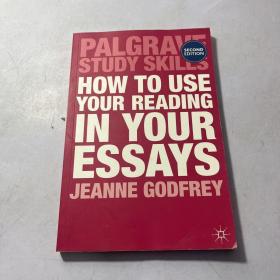 PALGRAVE
STUDY SKILLS
SECOND
EDITION
HOW TO USE
YOUR READING
IN YOUR
ESSAYS
JEANNE GODFREY